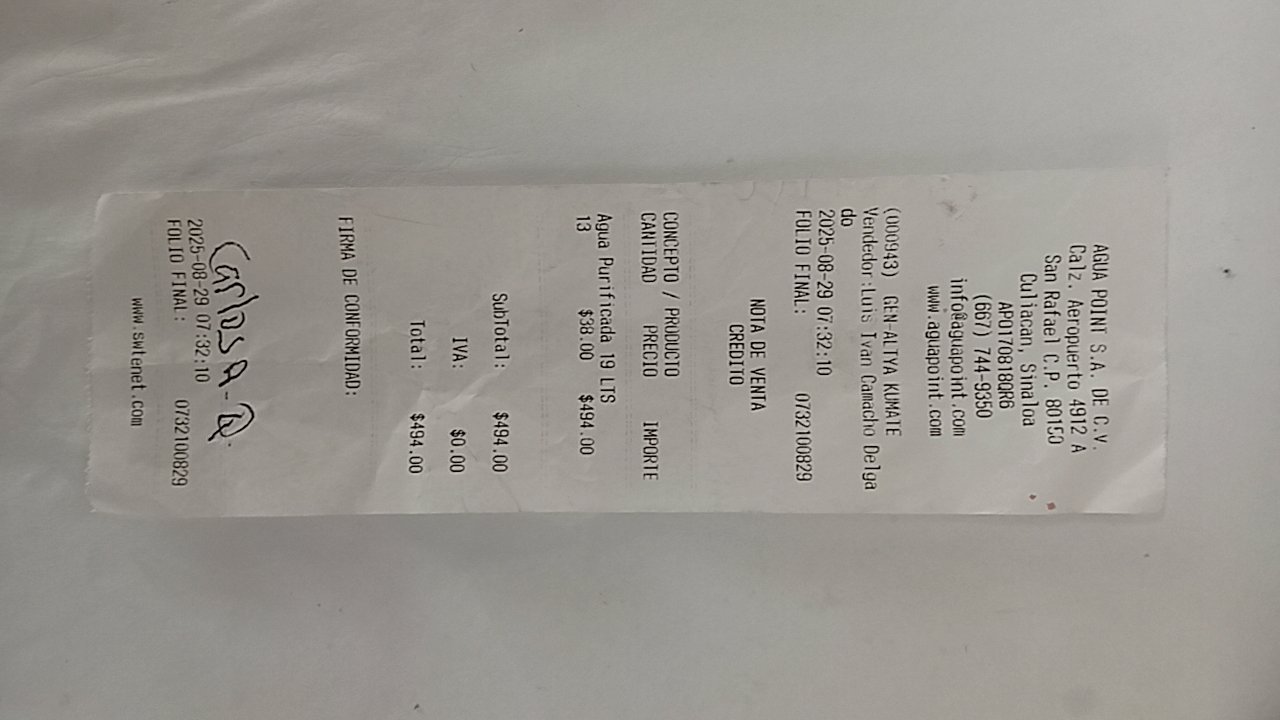 AGUA POINT S.A. DE C.V.
Calz. Aeropuerto 4912 A
San Rafael C.P. 80150
Culiacan, Sinaloa
APO170818QR6
(667) 744-9350
info@aguapoint.com
www.aguapoint.com
(000943) GEN-ALTYA KUMATE
Vendedor:Luis Ivan Camacho Delga
do
2025-08-29 07:32:10
FOLIO FINAL: 0732100829
NOTA DE VENTA
CREDITO
CONCEPTO / PRODUCTO
CANTIDAD PRECIO IMPORTE
Agua Purificada 19 LTS
13 $38.00 $494.00
SubTotal: $494.00
IVA: $0.00
Total: $494.00
FIRMA DE CONFORMIDAD:
Carlos A-Q.
2025-08-29 07:32:10
FOLIO FINAL: 0732100829
www.swtenet.com